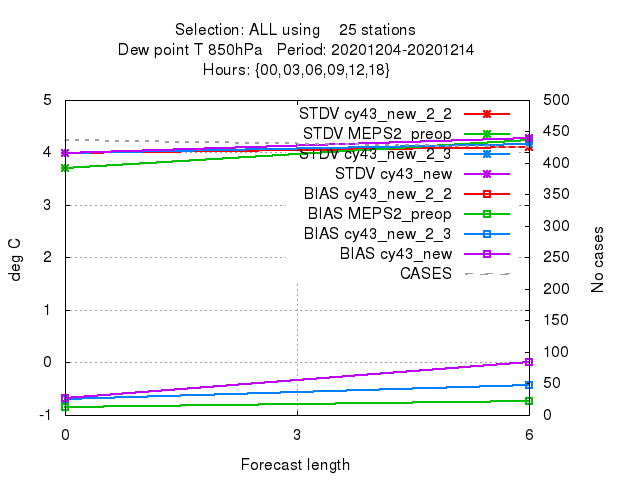 Selection: ALL using    25 stations
Dew point T 850hPa   Period: 20201204-20201214
Hours: {00,03,06,09,12,18}
5 500
STDV cy43_new_2_2
450
STDV MEPS2_preop
4 400
STDV cy43_new_2_3
STDV cy43_new
350
BIAS cy43_new_2_2
3 BIAS MEPS2_preop
300
BIAS cy43_new_2_3
2 BIAS cy43_new 250
CASES
200
1
150
0 100
50
-1 0
0 3 6
Forecast length
deg C
No cases